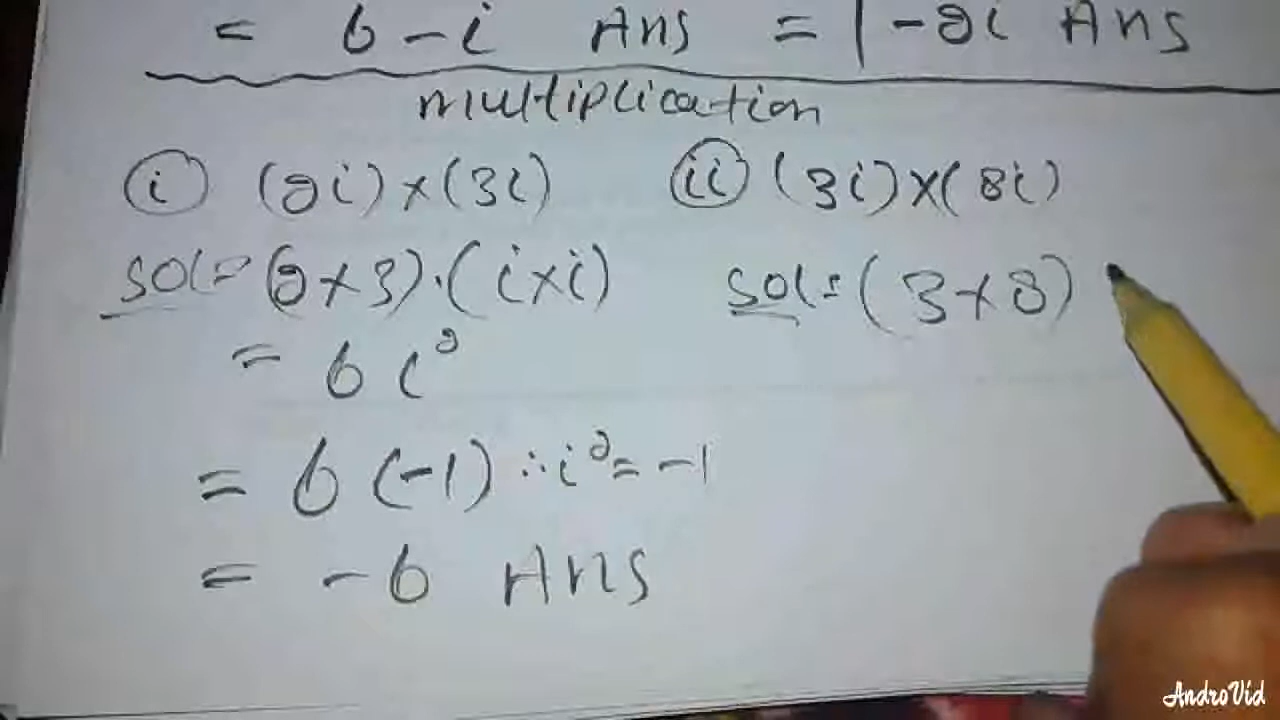 = 6 - i Ans = 1 - 2i Ans
multiplication
(i) (2i) × (3i) (ii) (3i) × (8i)
sol = (2 × 3) · (i × i) sol = (3 × 8)
= 6 i²
= 6 (-1) ∴ i² = -1
= -6 Ans
AndroVid